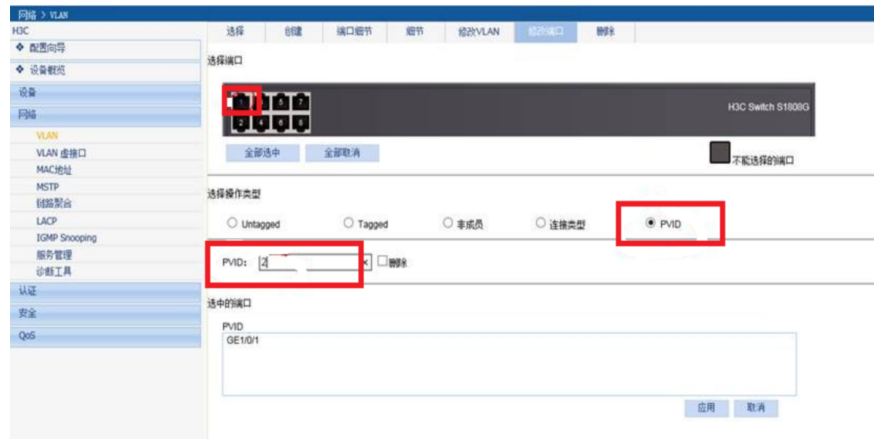 网络 > VLAN
H3C
选择 创建 端口细节 细节 修改VLAN 修改端口 删除
配置向导
设备概览
设备
网络
VLAN
VLAN 虚接口
MAC地址
MSTP
链路聚合
LACP
IGMP Snooping
服务管理
诊断工具
认证
安全
QoS
选择端口
1 3 5 7
2 4 6 8
H3C Switch S1808G
全部选中 全部取消
不能选择的端口
选择操作类型
Untagged Tagged 非成员 连接类型 PVID
PVID: 2 × 删除
选中的端口
PVID
GE1/0/1
应用 取消